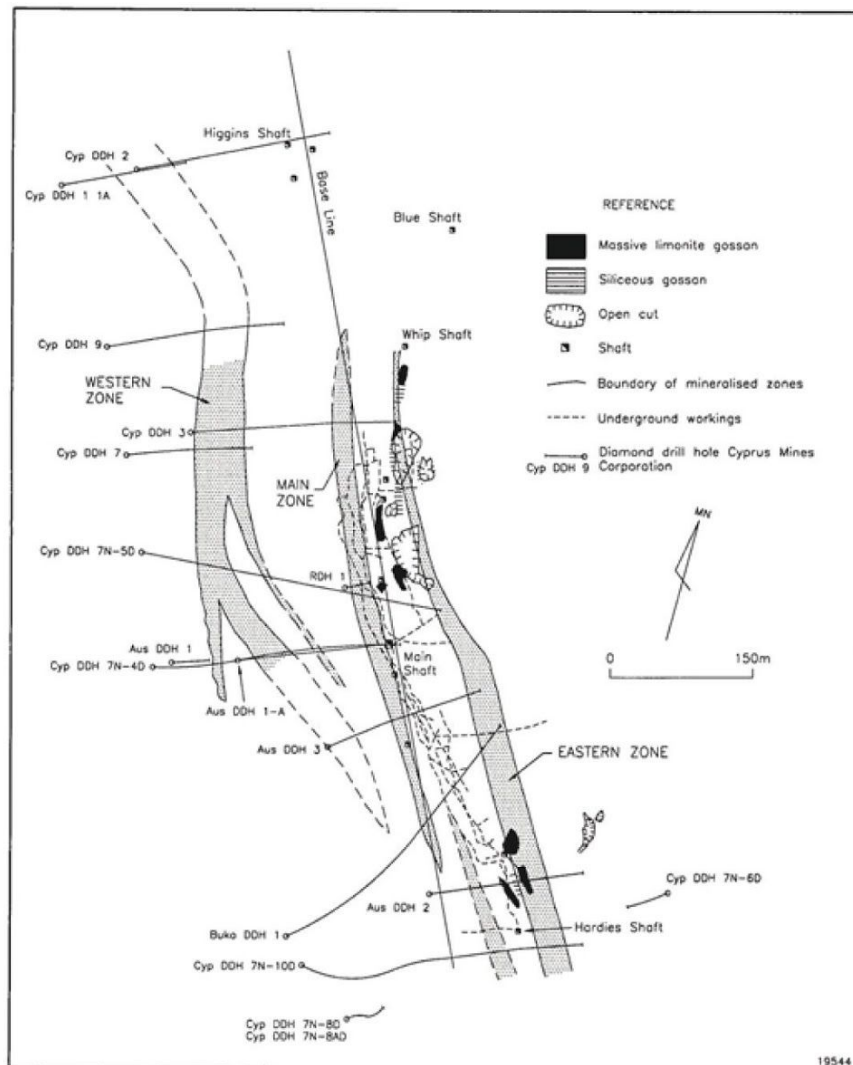 Higgins Shaft
Cyp DDH 2
Cyp DDH 1 1A
Base Line
Blue Shaft
REFERENCE
Massive limonite gosson
Siliceous gosson
Open cut
Shaft
Boundary of mineralised zones
Underground workings
Diamond drill hole Cyprus Mines
Cyp DDH 9 Corporation
Whip Shaft
Cyp DDH 9
WESTERN
ZONE
Cyp DDH 3
Cyp DDH 7
MAIN
ZONE
MN
Cyp DDH 7N-5D
RDH 1
0 150m
Aus DDH 1
Cyp DDH 7N-4D
Main
Shaft
Aus DDH 1-A
Aus DDH 3
EASTERN ZONE
Cyp DDH 7N-6D
Aus DDH 2
Buka DDH 1
Hardies Shaft
Cyp DDH 7N-10D
Cyp DDH 7N-8D
Cyp DDH 7N-8AD
19544